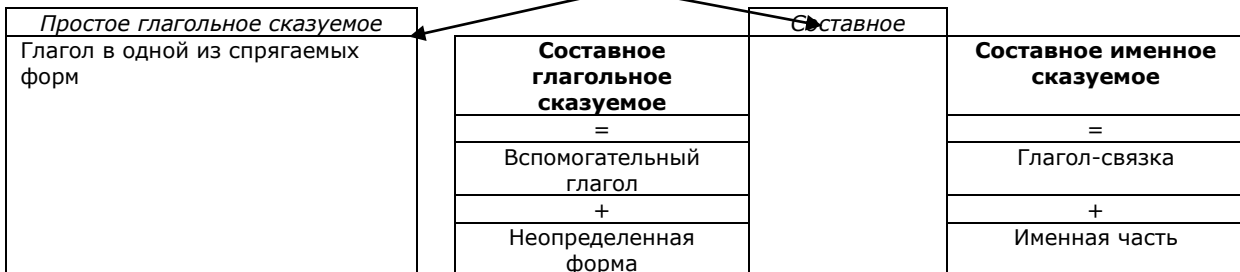 Простое глагольное сказуемое
Составное
Глагол в одной из спрягаемых
форм
Составное
глагольное
сказуемое
=
Вспомогательный
глагол
+
Неопределенная
форма
Составное именное
сказуемое
=
Глагол-связка
+
Именная часть